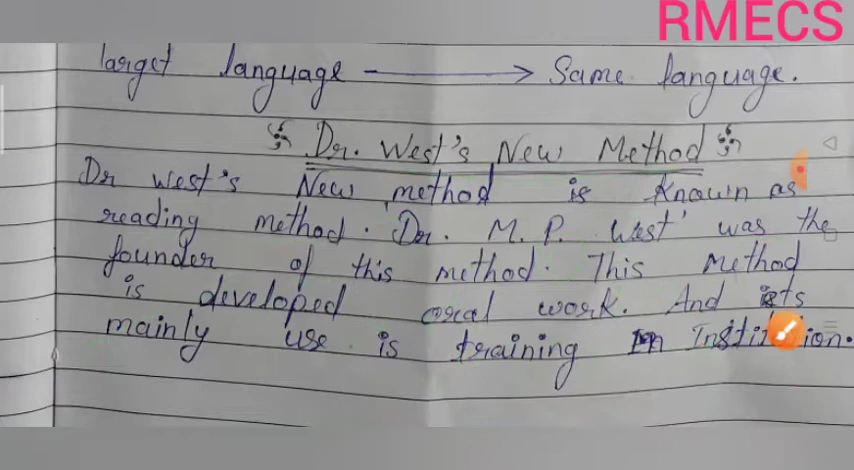 RMECS
Target language → Same language.
Dr. West's New Method
Dr West's New method is known as
reading method. Dr. M. P. West' was the
founder of this method. This Method
is developed oral work. And its
mainly use is training In Institution.